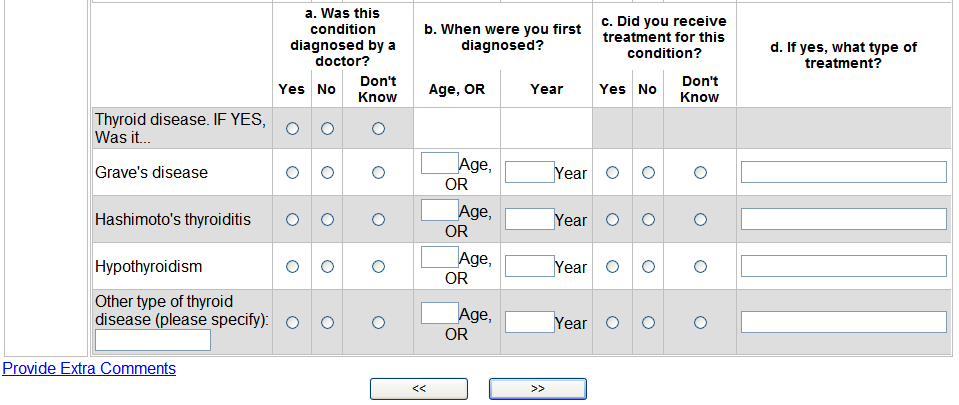 a. Was this
condition
diagnosed by a
doctor?
b. When were you first
diagnosed?
c. Did you receive
treatment for this
condition?
d. If yes, what type of
treatment?
Yes No Don't
Know
Age, OR Year
Yes No Don't
Know
Thyroid disease. IF YES,
Was it...
Grave's disease
Age,
OR
Year
Hashimoto's thyroiditis
Age,
OR
Year
Hypothyroidism
Age,
OR
Year
Other type of thyroid
disease (please specify):
Age,
OR
Year
Provide Extra Comments
<< >>